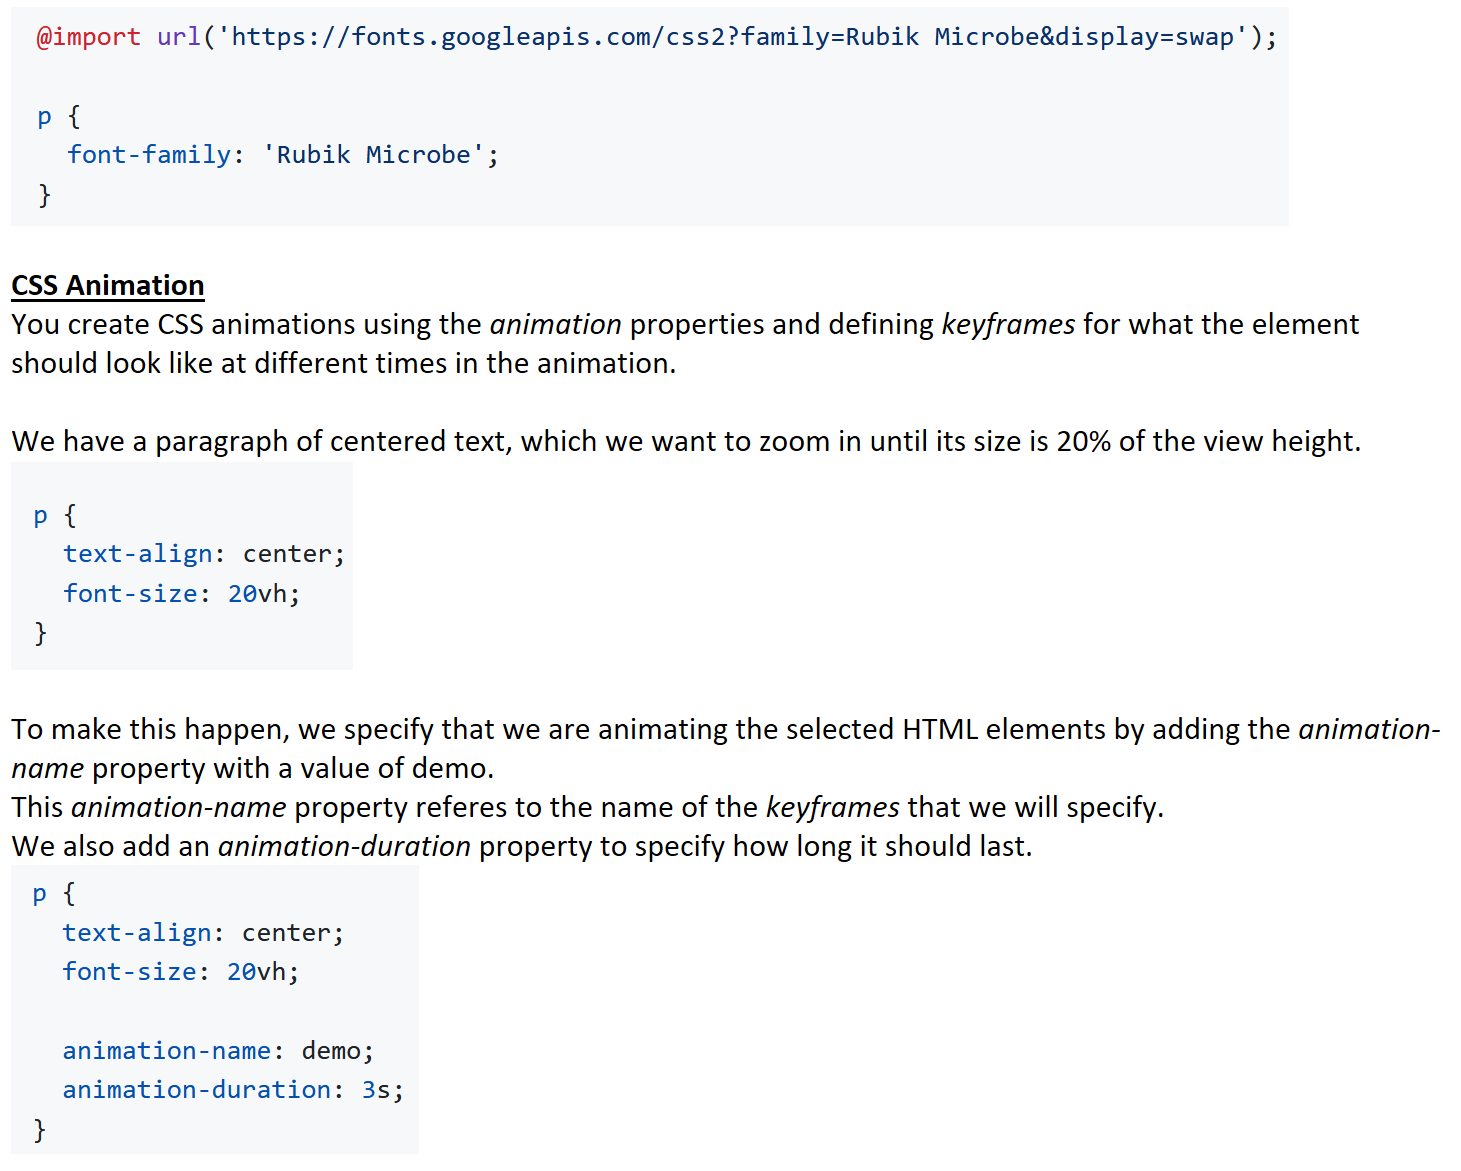 @import url('https://fonts.googleapis.com/css2?family=Rubik Microbe&display=swap');
p {
font-family: 'Rubik Microbe';
}
CSS Animation
You create CSS animations using the animation properties and defining keyframes for what the element
should look like at different times in the animation.
We have a paragraph of centered text, which we want to zoom in until its size is 20% of the view height.
p {
text-align: center;
font-size: 20vh;
}
To make this happen, we specify that we are animating the selected HTML elements by adding the animation-
name property with a value of demo.
This animation-name property referes to the name of the keyframes that we will specify.
We also add an animation-duration property to specify how long it should last.
p {
text-align: center;
font-size: 20vh;
animation-name: demo;
animation-duration: 3s;
}